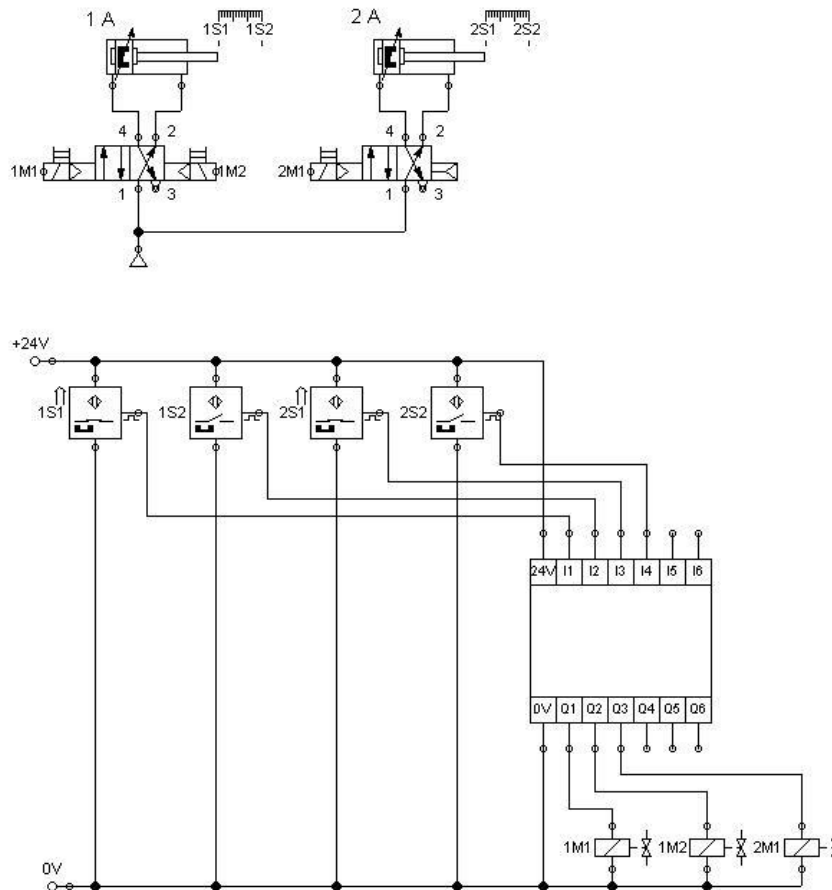 1 A 1S1 1S2 2 A 2S1 2S2
4 2 4 2
1M1 1M2 2M1
1 3 1 3
+24V
1S1 1S2 2S1 2S2
24V I1 I2 I3 I4 I5 I6
0V Q1 Q2 Q3 Q4 Q5 Q6
1M1 1M2 2M1
0V